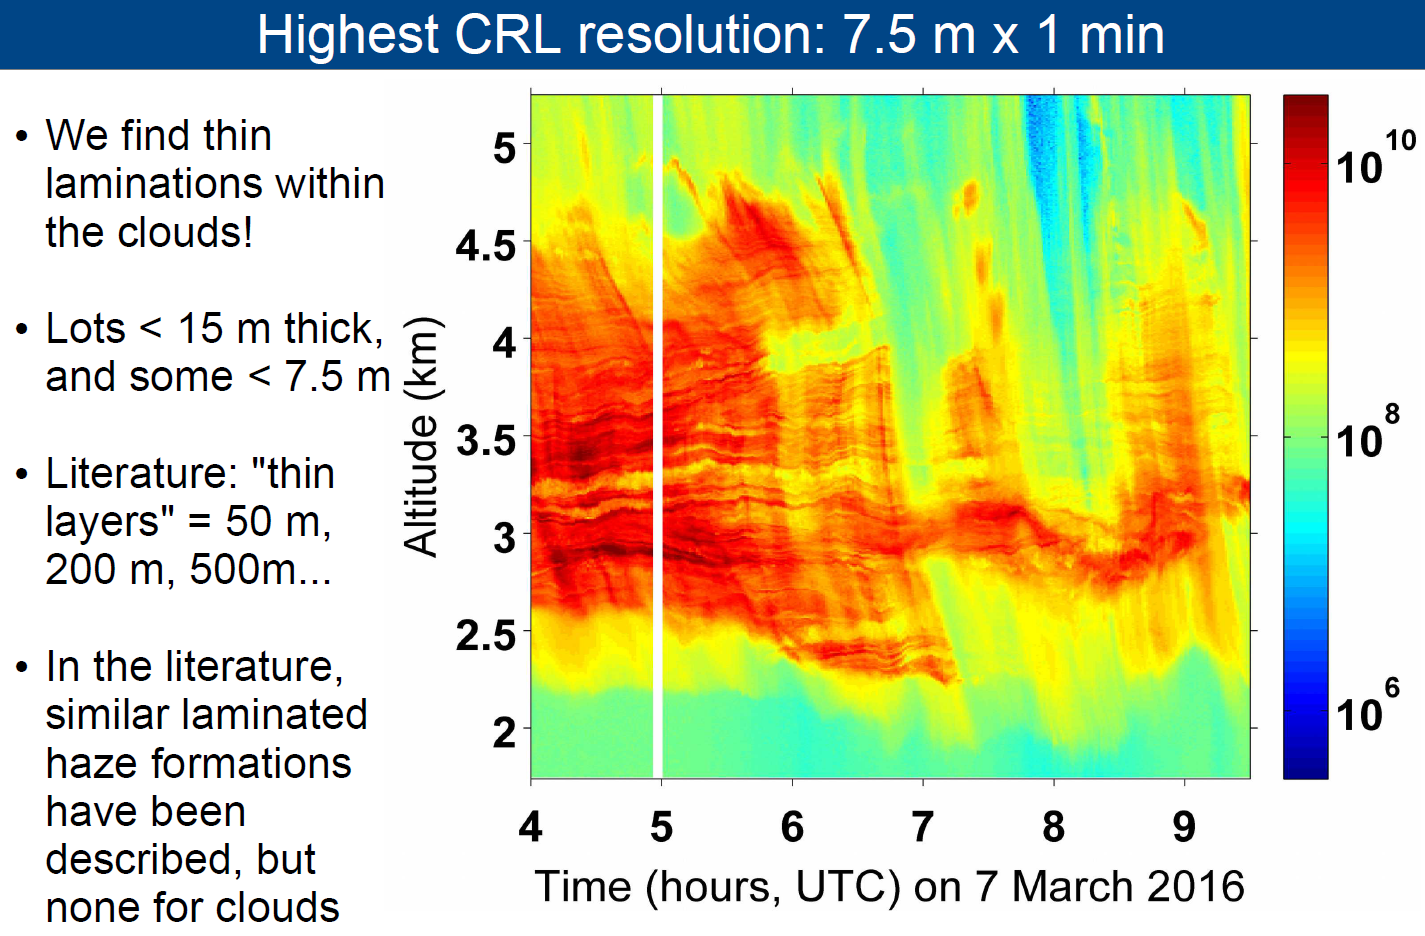 Highest CRL resolution: 7.5 m x 1 min
• We find thin
laminations within
the clouds!
• Lots < 15 m thick,
and some < 7.5 m
• Literature: "thin
layers" = 50 m,
200 m, 500m...
• In the literature,
similar laminated
haze formations
have been
described, but
none for clouds
Altitude (km)
5
4.5
4
3.5
3
2.5
2
4 5 6 7 8 9
Time (hours, UTC) on 7 March 2016
10^10
10^8
10^6